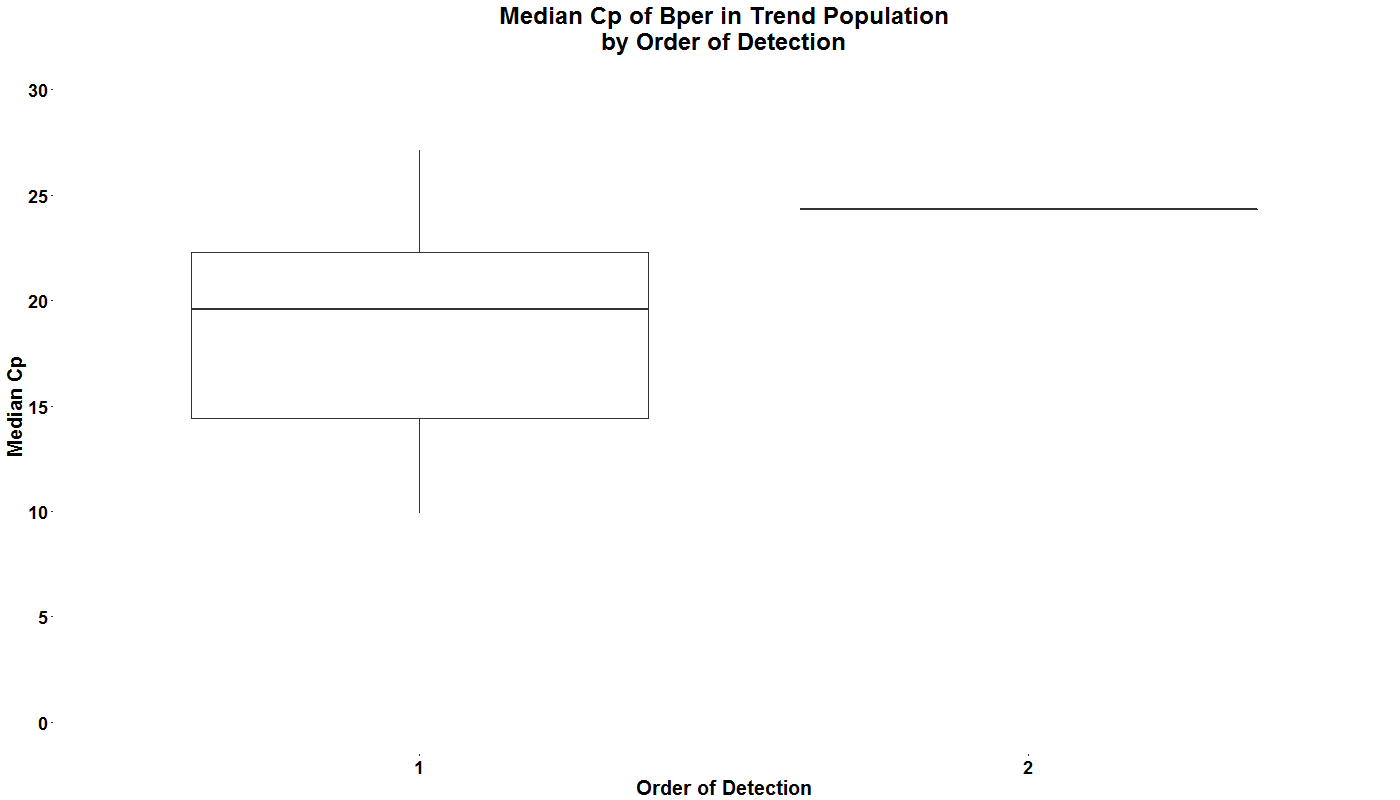 Median Cp of Bper in Trend Population
by Order of Detection
30
25
20
15
10
5
0
Median Cp
1
2
Order of Detection